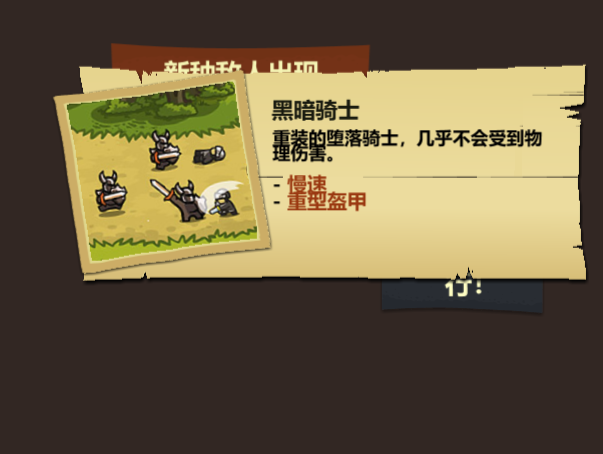 新种敌人出现
黑暗骑士
重装的堕落骑士，几乎不会受到物
理伤害。
- 慢速
- 重型盔甲
行！